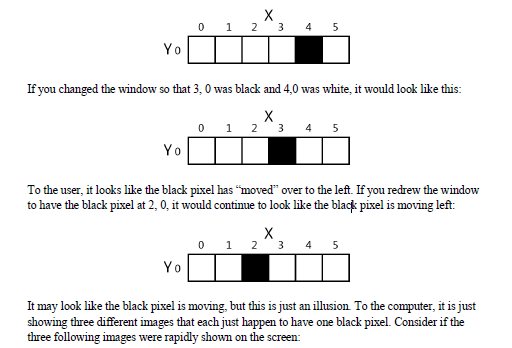 X
0 1 2 3 4 5
Y 0
If you changed the window so that 3, 0 was black and 4,0 was white, it would look like this:
X
0 1 2 3 4 5
Y 0
To the user, it looks like the black pixel has “moved” over to the left. If you redrew the window
to have the black pixel at 2, 0, it would continue to look like the black pixel is moving left:
X
0 1 2 3 4 5
Y 0
It may look like the black pixel is moving, but this is just an illusion. To the computer, it is just
showing three different images that each just happen to have one black pixel. Consider if the
three following images were rapidly shown on the screen: